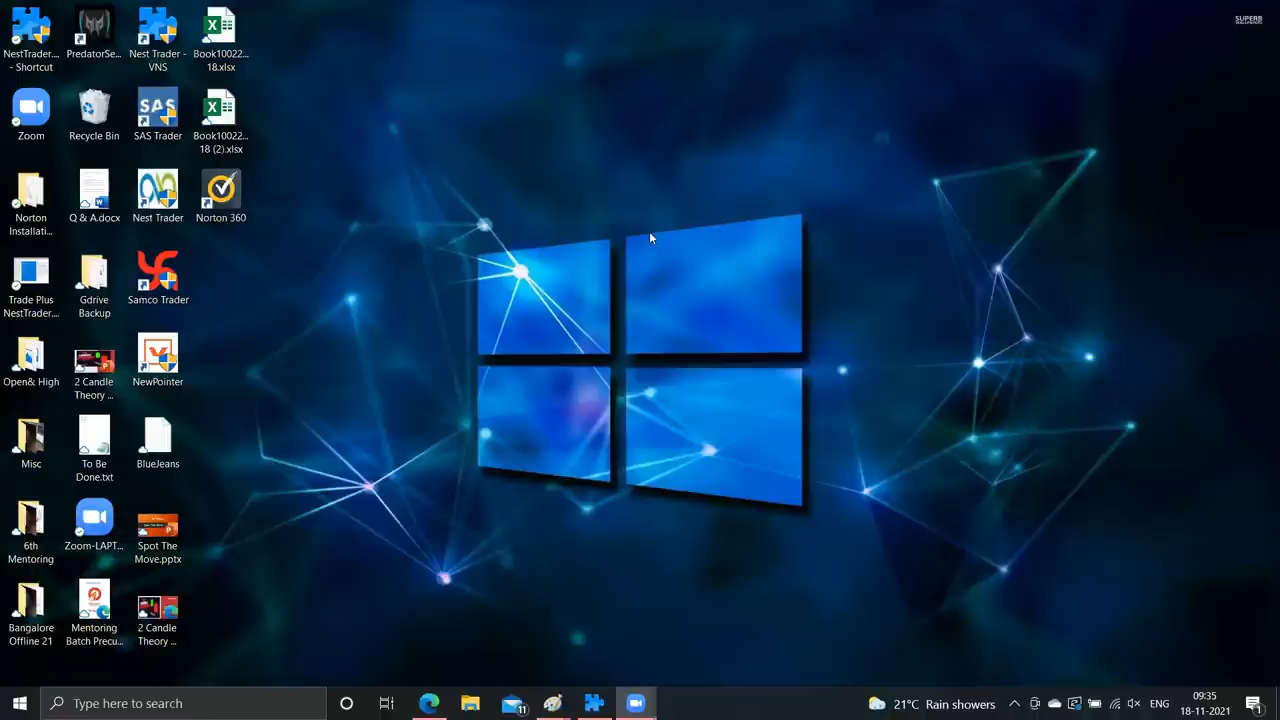 SUPERB
NestTrader....
- Shortcut
PredatorSe...
Nest Trader -
VNS
Book10022...
18.xlsx
Zoom
Recycle Bin
SAS
SAS Trader
Book10022...
18 (2).xlsx
Norton
Installati...
Q & A.docx
Nest Trader
Norton 360
Trade Plus
NestTrader....
Gdrive
Backup
Samco Trader
Open& High
2 Candle
Theory ...
NewPointer
Misc
To Be
Done.txt
BlueJeans
6th
Mentoring
Zoom-LAPT...
Spot The
Move.pptx
Bangalore
Offline 21
Mentoring
Batch Precu...
2 Candle
Theory ...
Type here to search
11
21°C Rain showers
ENG
09:35
18-11-2021
1